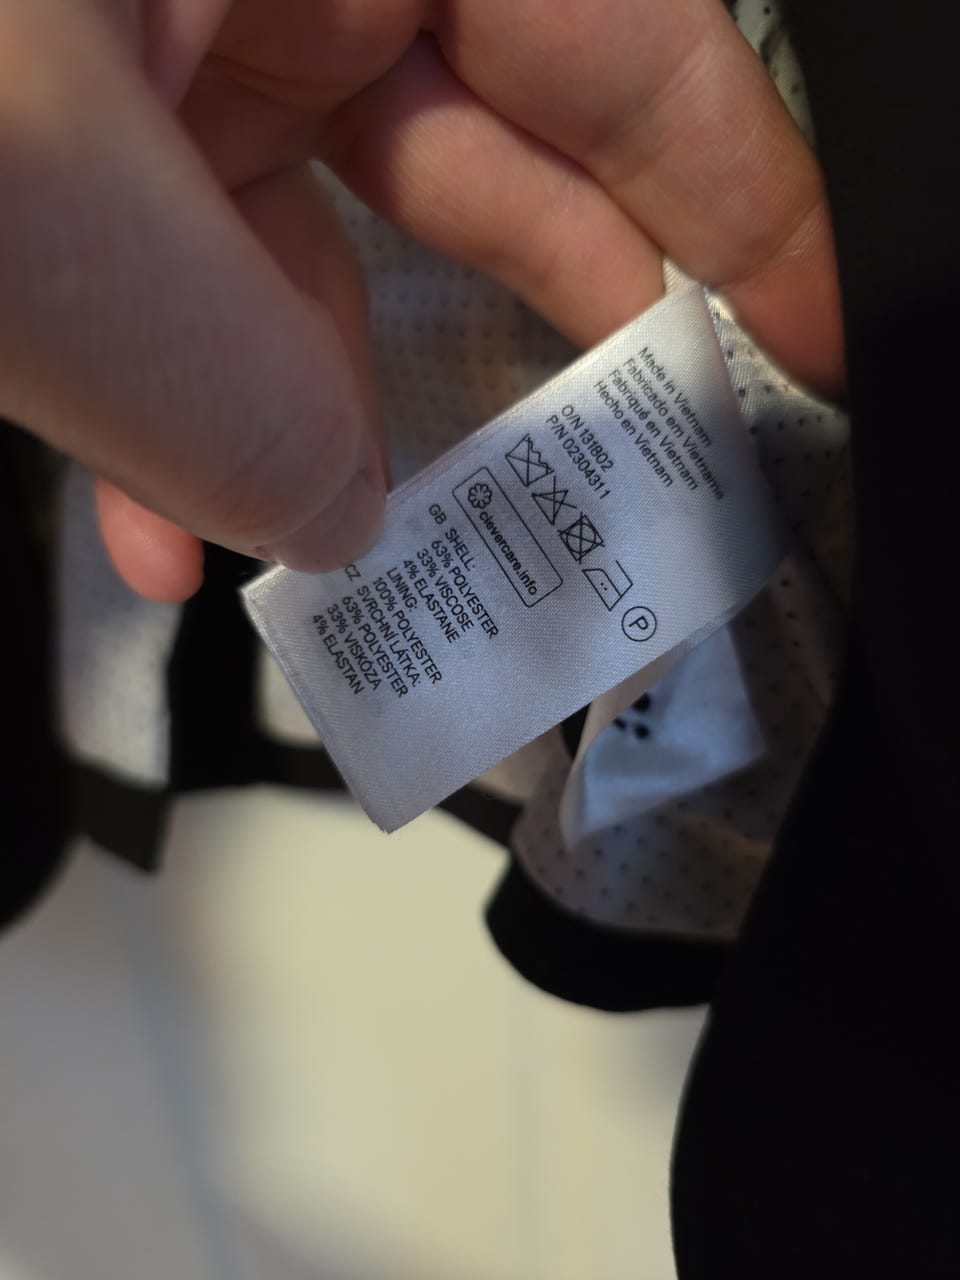 Made in Vietnam
Fabricado em Vietname
Fabriqué en Vietnam
Hecho en Vietnam
O/N 131802
P/N 02304311
P
clevercare.info
GB SHELL:
63% POLYESTER
33% VISCOSE
4% ELASTANE
LINING:
100% POLYESTER
CZ SVRCHNÍ LÁTKA:
63% POLYESTER
33% VISKÓZA
4% ELASTAN